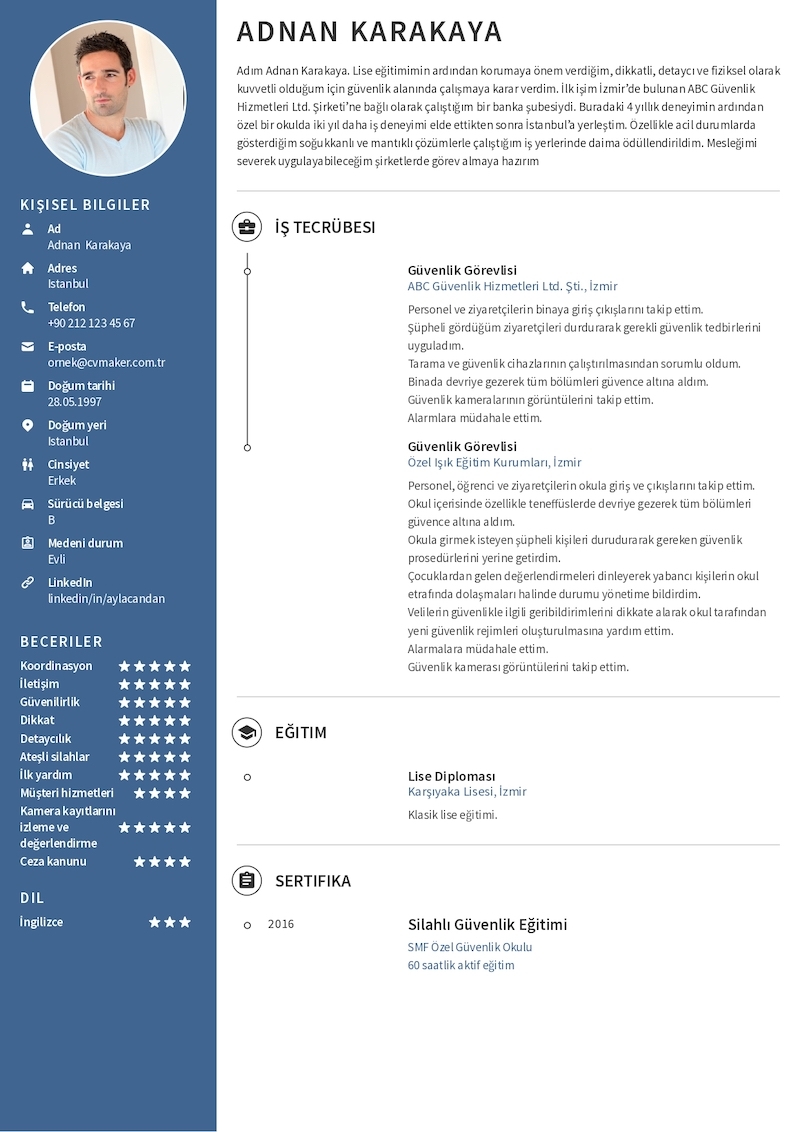 ADNAN KARAKAYA
Adım Adnan Karakaya. Lise eğitimimin ardından korumaya önem verdiğim, dikkatli, detaycı ve fiziksel olarak
kuvvetli olduğum için güvenlik alanında çalışmaya karar verdim. İlk işim İzmir’de bulunan ABC Güvenlik
Hizmetleri Ltd. Şirketi’ne bağlı olarak çalıştığım bir banka şubesiydi. Buradaki 4 yıllık deneyimin ardından
özel bir okulda iki yıl daha iş deneyimi elde ettikten sonra İstanbul’a yerleştim. Özellikle acil durumlarda
gösterdiğim soğukkanlı ve mantıklı çözümlerle çalıştığım iş yerlerinde daima ödüllendirildim. Mesleğimi
severek uygulayabileceğim şirketlerde görev almaya hazırım
KIŞISEL BILGILER
Ad
Adnan Karakaya
Adres
Istanbul
Telefon
+90 212 123 45 67
E-posta
ornek@cvmaker.com.tr
Doğum tarihi
28.05.1997
Doğum yeri
Istanbul
Cinsiyet
Erkek
Sürücü belgesi
B
Medeni durum
Evli
LinkedIn
linkedin/in/aylacandan
BECERILER
Koordinasyon
İletişim
Güvenilirlik
Dikkat
Detaycılık
Ateşli silahlar
İlk yardım
Müşteri hizmetleri
Kamera kayıtlarını
izleme ve
değerlendirme
Ceza kanunu
DIL
İngilizce
İŞ TECRÜBESI
Güvenlik Görevlisi
ABC Güvenlik Hizmetleri Ltd. Şti., İzmir
Personel ve ziyaretçilerin binaya giriş çıkışlarını takip ettim.
Şüpheli gördüğüm ziyaretçileri durdurarak gerekli güvenlik tedbirlerini
uyguladım.
Tarama ve güvenlik cihazlarının çalıştırılmasından sorumlu oldum.
Binada devriye gezerek tüm bölümleri güvence altına aldım.
Güvenlik kameralarının görüntülerini takip ettim.
Alarmlara müdahale ettim.
Güvenlik Görevlisi
Özel Işık Eğitim Kurumları, İzmir
Personel, öğrenci ve ziyaretçilerin okula giriş ve çıkışlarını takip ettim.
Okul içerisinde özellikle teneffüslerde devriye gezerek tüm bölümleri
güvence altına aldım.
Okula girmek isteyen şüpheli kişileri durudurarak gereken güvenlik
prosedürlerini yerine getirdim.
Çocuklardan gelen değerlendirmeleri dinleyerek yabancı kişilerin okul
etrafında dolaşmaları halinde durumu yönetime bildirdim.
Velilerin güvenlikle ilgili geribildirimlerini dikkate alarak okul tarafından
yeni güvenlik rejimleri oluşturulmasına yardım ettim.
Alarmalara müdahale ettim.
Güvenlik kamerası görüntülerini takip ettim.
EĞITIM
Lise Diploması
Karşıyaka Lisesi, İzmir
Klasik lise eğitimi.
SERTIFIKA
2016
Silahlı Güvenlik Eğitimi
SMF Özel Güvenlik Okulu
60 saatlik aktif eğitim